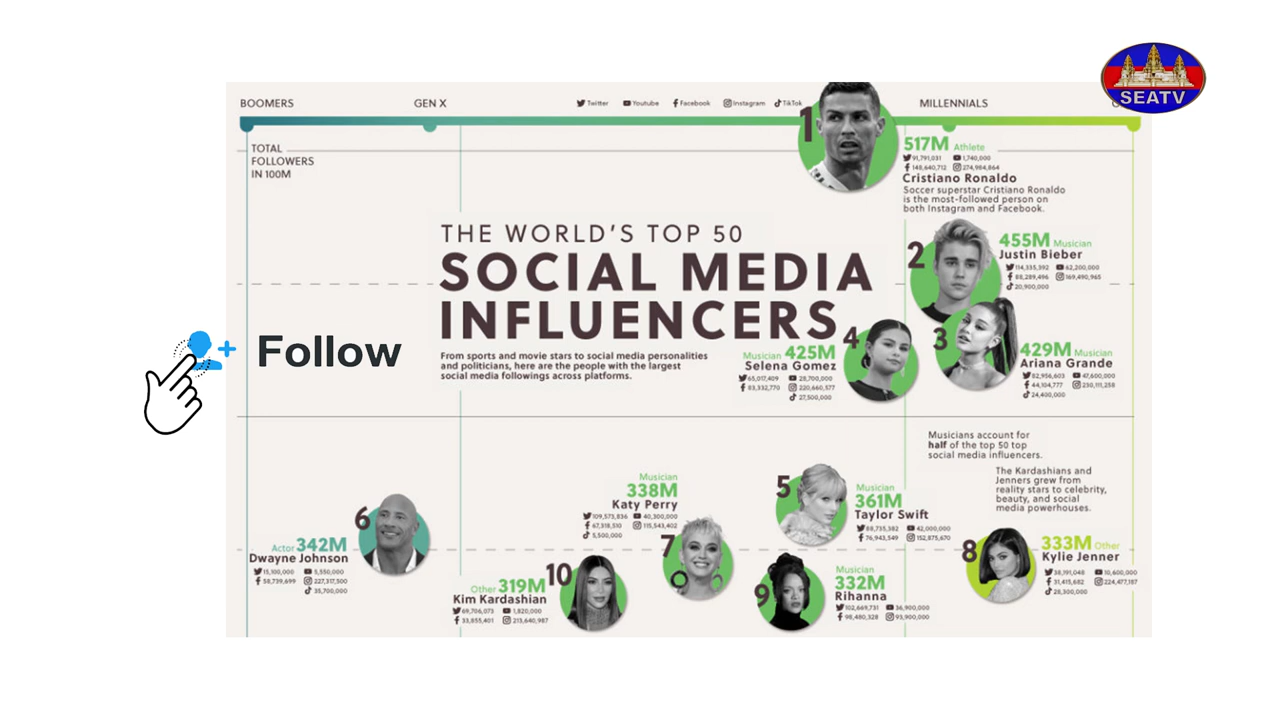 SEATV
BOOMERS
GEN X
Twitter
Youtube
Facebook
Instagram
TikTok
MILLENNIALS
TOTAL
FOLLOWERS
IN 100M
1
517M Athlete
91,791,031 1,740,000
148,640,712 274,984,864
Cristiano Ronaldo
Soccer superstar Cristiano Ronaldo
is the most-followed person on
both Instagram and Facebook.
THE WORLD'S TOP 50
SOCIAL MEDIA
INFLUENCERS
From sports and movie stars to social media personalities
and politicians, here are the people with the largest
social media followings across platforms.
2
455M Musician
Justin Bieber
114,335,392 62,200,000
88,289,496 169,490,965
20,900,000
3
429M Musician
Ariana Grande
82,956,603 47,600,000
44,104,777 230,111,258
24,400,000
4
Musician 425M
Selena Gomez
65,017,409 28,700,000
83,332,770 220,660,577
27,500,000
Follow
Musicians account for
half of the top 50 top
social media influencers.
The Kardashians and
Jenners grew from
reality stars to celebrity,
beauty, and social
media powerhouses.
5
Musician
361M
Taylor Swift
88,735,382 42,000,000
76,943,549 152,875,670
6
Actor 342M
Dwayne Johnson
15,100,000 5,550,000
58,739,699 227,317,500
35,700,000
7
Musician
338M
Katy Perry
109,573,836 40,300,000
67,318,510 115,543,402
5,500,000
8
333M Other
Kylie Jenner
38,191,048 10,600,000
31,415,682 224,477,187
28,300,000
9
Musician
332M
Rihanna
102,669,731 36,900,000
98,480,328 93,900,000
10
Other 319M
Kim Kardashian
69,706,073 1,820,000
33,855,401 213,640,987